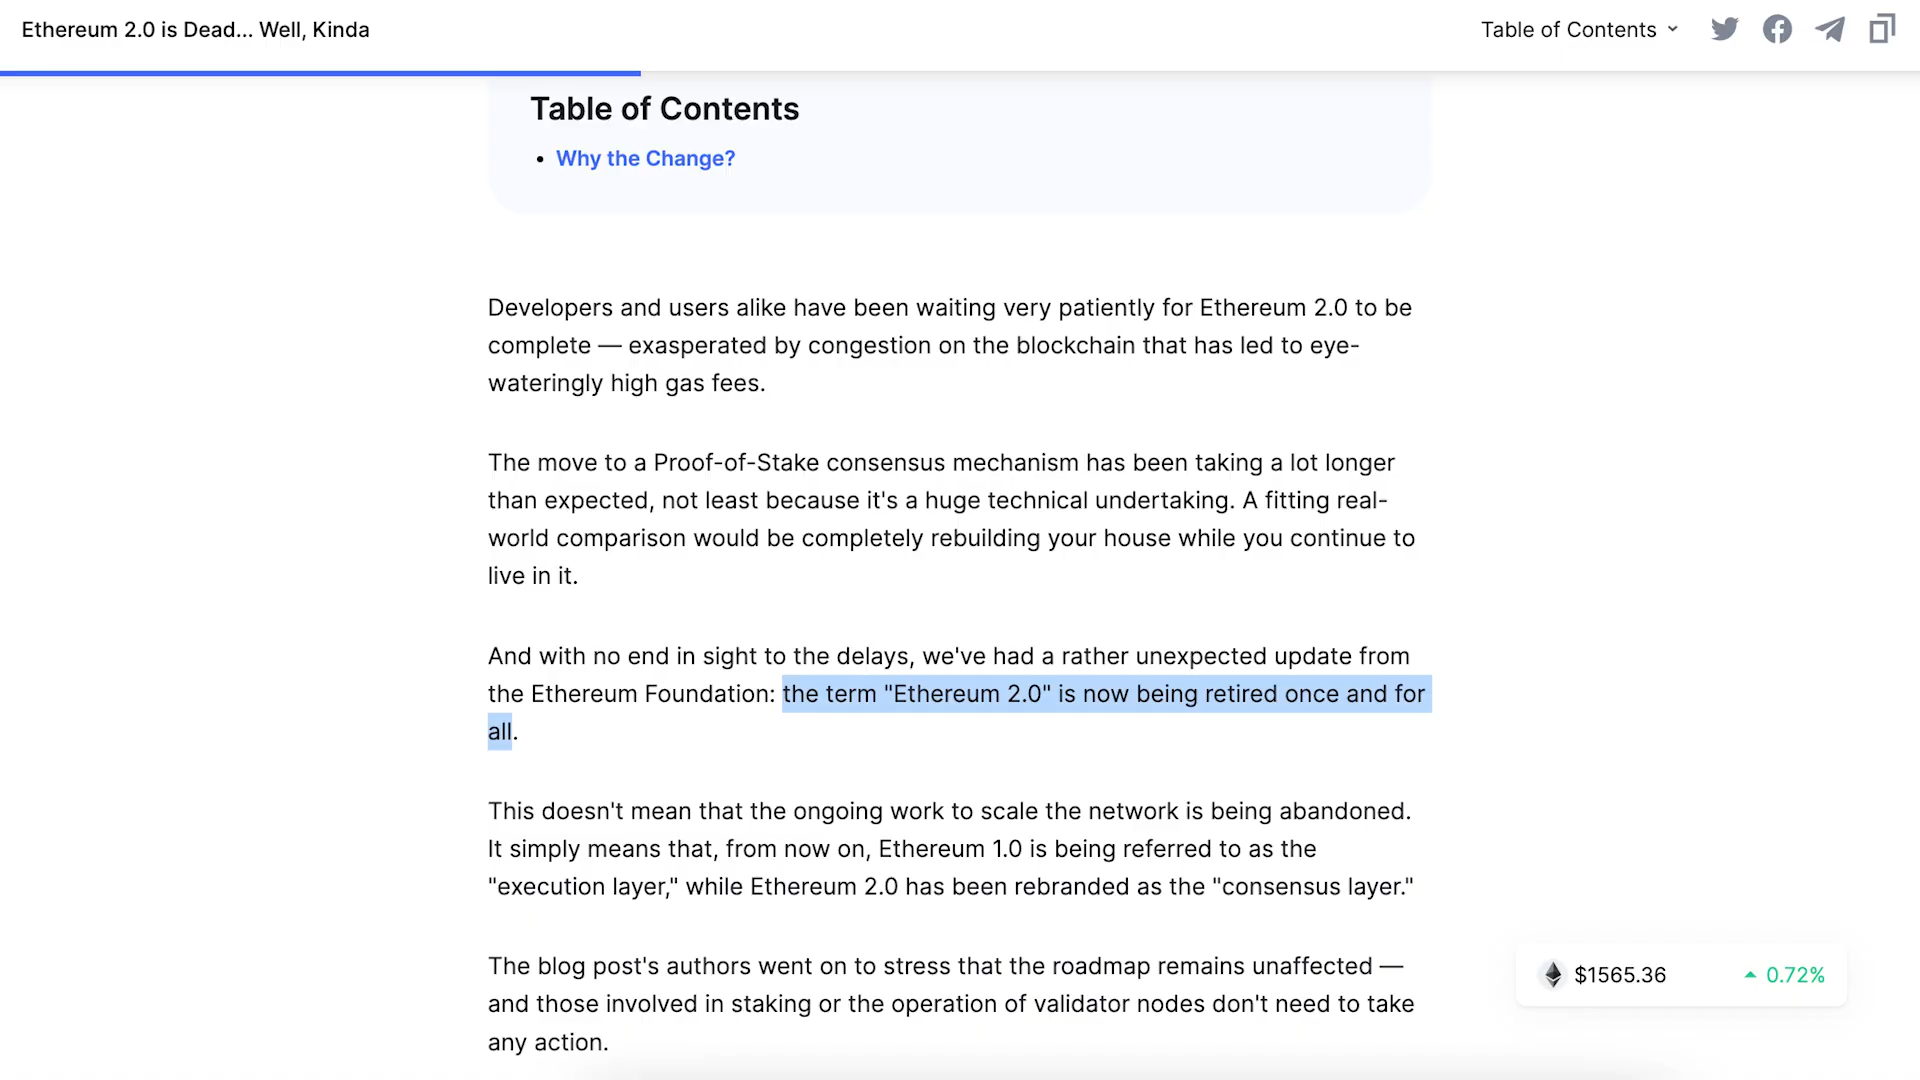 Ethereum 2.0 is Dead... Well, Kinda
Table of Contents
Table of Contents
Why the Change?
Developers and users alike have been waiting very patiently for Ethereum 2.0 to be
complete — exasperated by congestion on the blockchain that has led to eye-
wateringly high gas fees.
The move to a Proof-of-Stake consensus mechanism has been taking a lot longer
than expected, not least because it's a huge technical undertaking. A fitting real-
world comparison would be completely rebuilding your house while you continue to
live in it.
And with no end in sight to the delays, we've had a rather unexpected update from
the Ethereum Foundation: the term "Ethereum 2.0" is now being retired once and for
all.
This doesn't mean that the ongoing work to scale the network is being abandoned.
It simply means that, from now on, Ethereum 1.0 is being referred to as the
"execution layer," while Ethereum 2.0 has been rebranded as the "consensus layer."
The blog post's authors went on to stress that the roadmap remains unaffected —
and those involved in staking or the operation of validator nodes don't need to take
any action.
$1565.36 0.72%